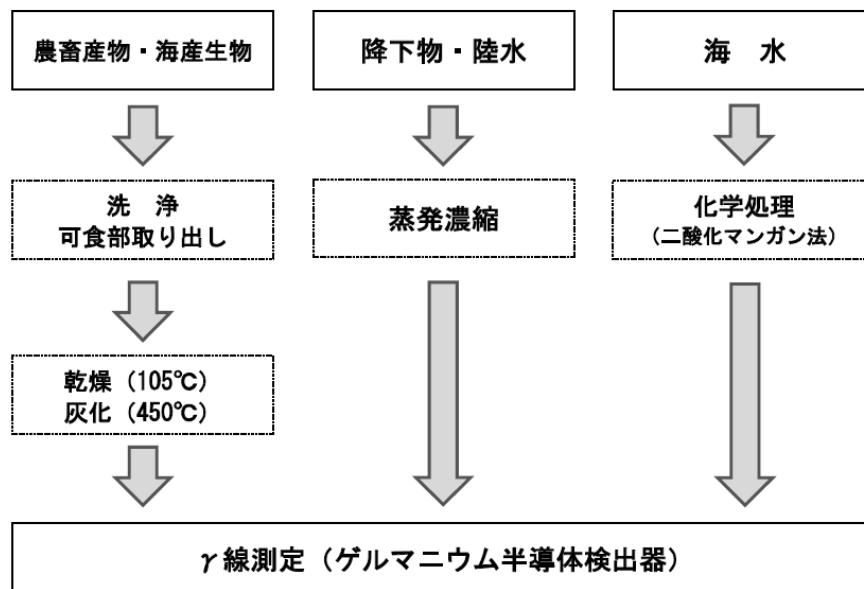 農畜産物・海産生物
降下物・陸水
海　水
洗　浄
可食部取り出し
蒸発濃縮
化学処理
（二酸化マンガン法）
乾燥（105℃）
灰化（450℃）
γ線測定（ゲルマニウム半導体検出器）